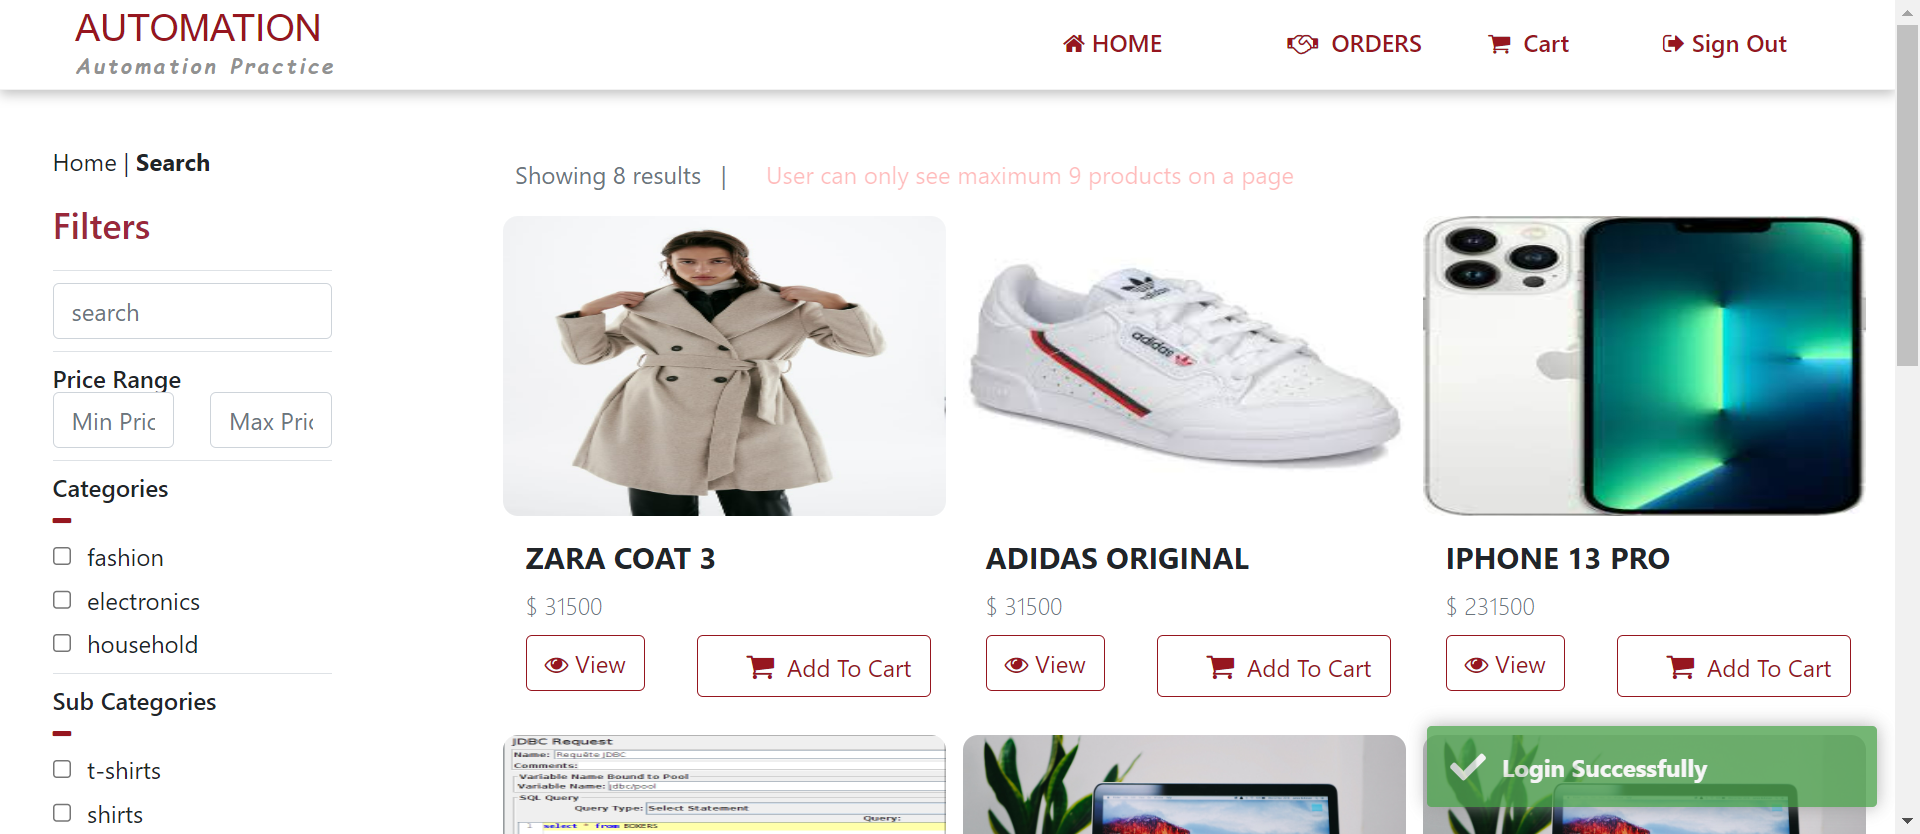 AUTOMATION
Automation Practice
HOME
ORDERS
Cart
Sign Out
Home | Search
Showing 8 results |
User can only see maximum 9 products on a page
Filters
search
Price Range
Min Pric
Max Pric
Categories
fashion
electronics
household
Sub Categories
t-shirts
shirts
adidas
ZARA COAT 3
$ 31500
View
Add To Cart
ADIDAS ORIGINAL
$ 31500
View
Add To Cart
IPHONE 13 PRO
$ 231500
View
Add To Cart
JDBC Request
Name: Requête JDBC
Comments:
Variable Name Bound to Pool
Variable Name: jdbc/pool
SQL Query
Query Type: Select Statement
Query:
1 select * from BOXERS
Login Successfully